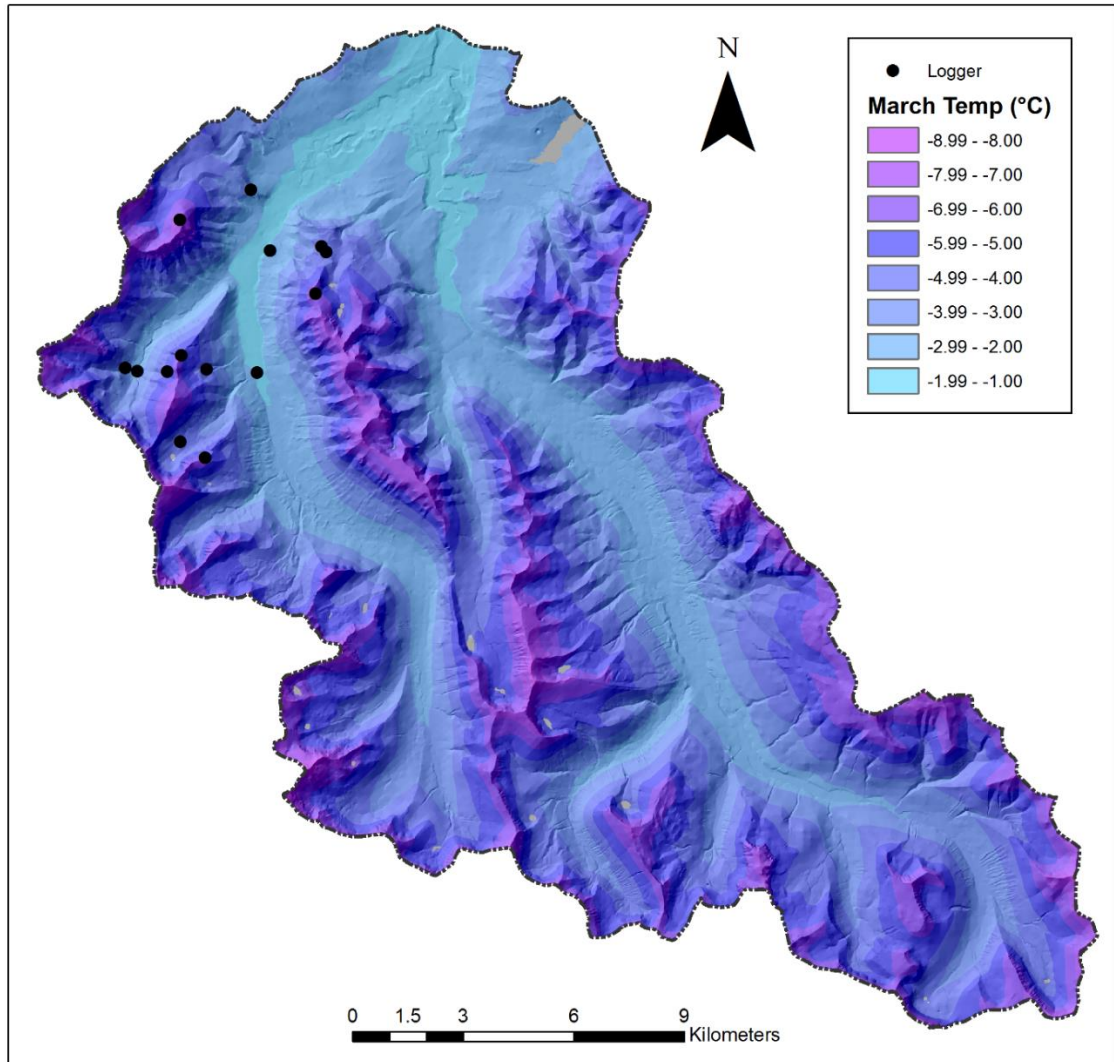 N
Logger
March Temp (°C)
-8.99 - -8.00
-7.99 - -7.00
-6.99 - -6.00
-5.99 - -5.00
-4.99 - -4.00
-3.99 - -3.00
-2.99 - -2.00
-1.99 - -1.00
0 1.5 3 6 9
Kilometers